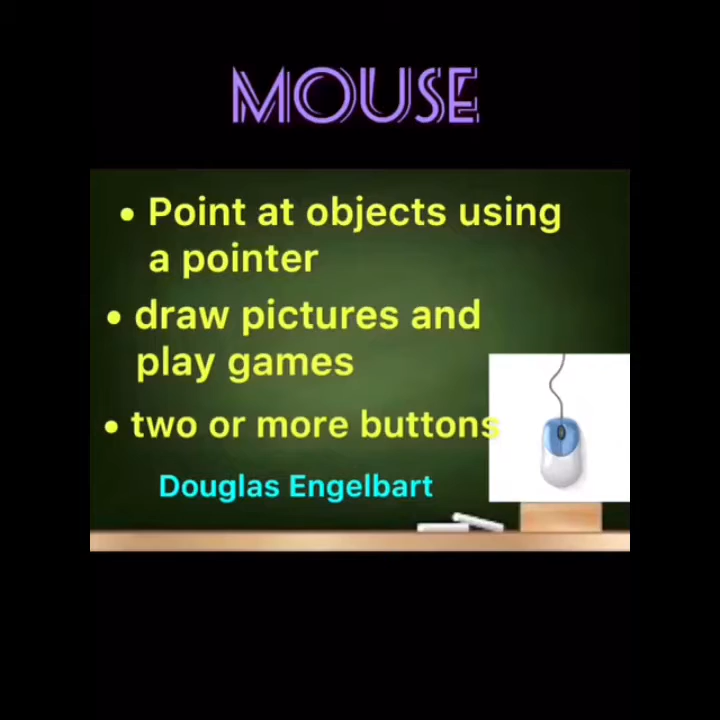 MOUSE
• Point at objects using
a pointer
• draw pictures and
play games
• two or more buttons
Douglas Engelbart